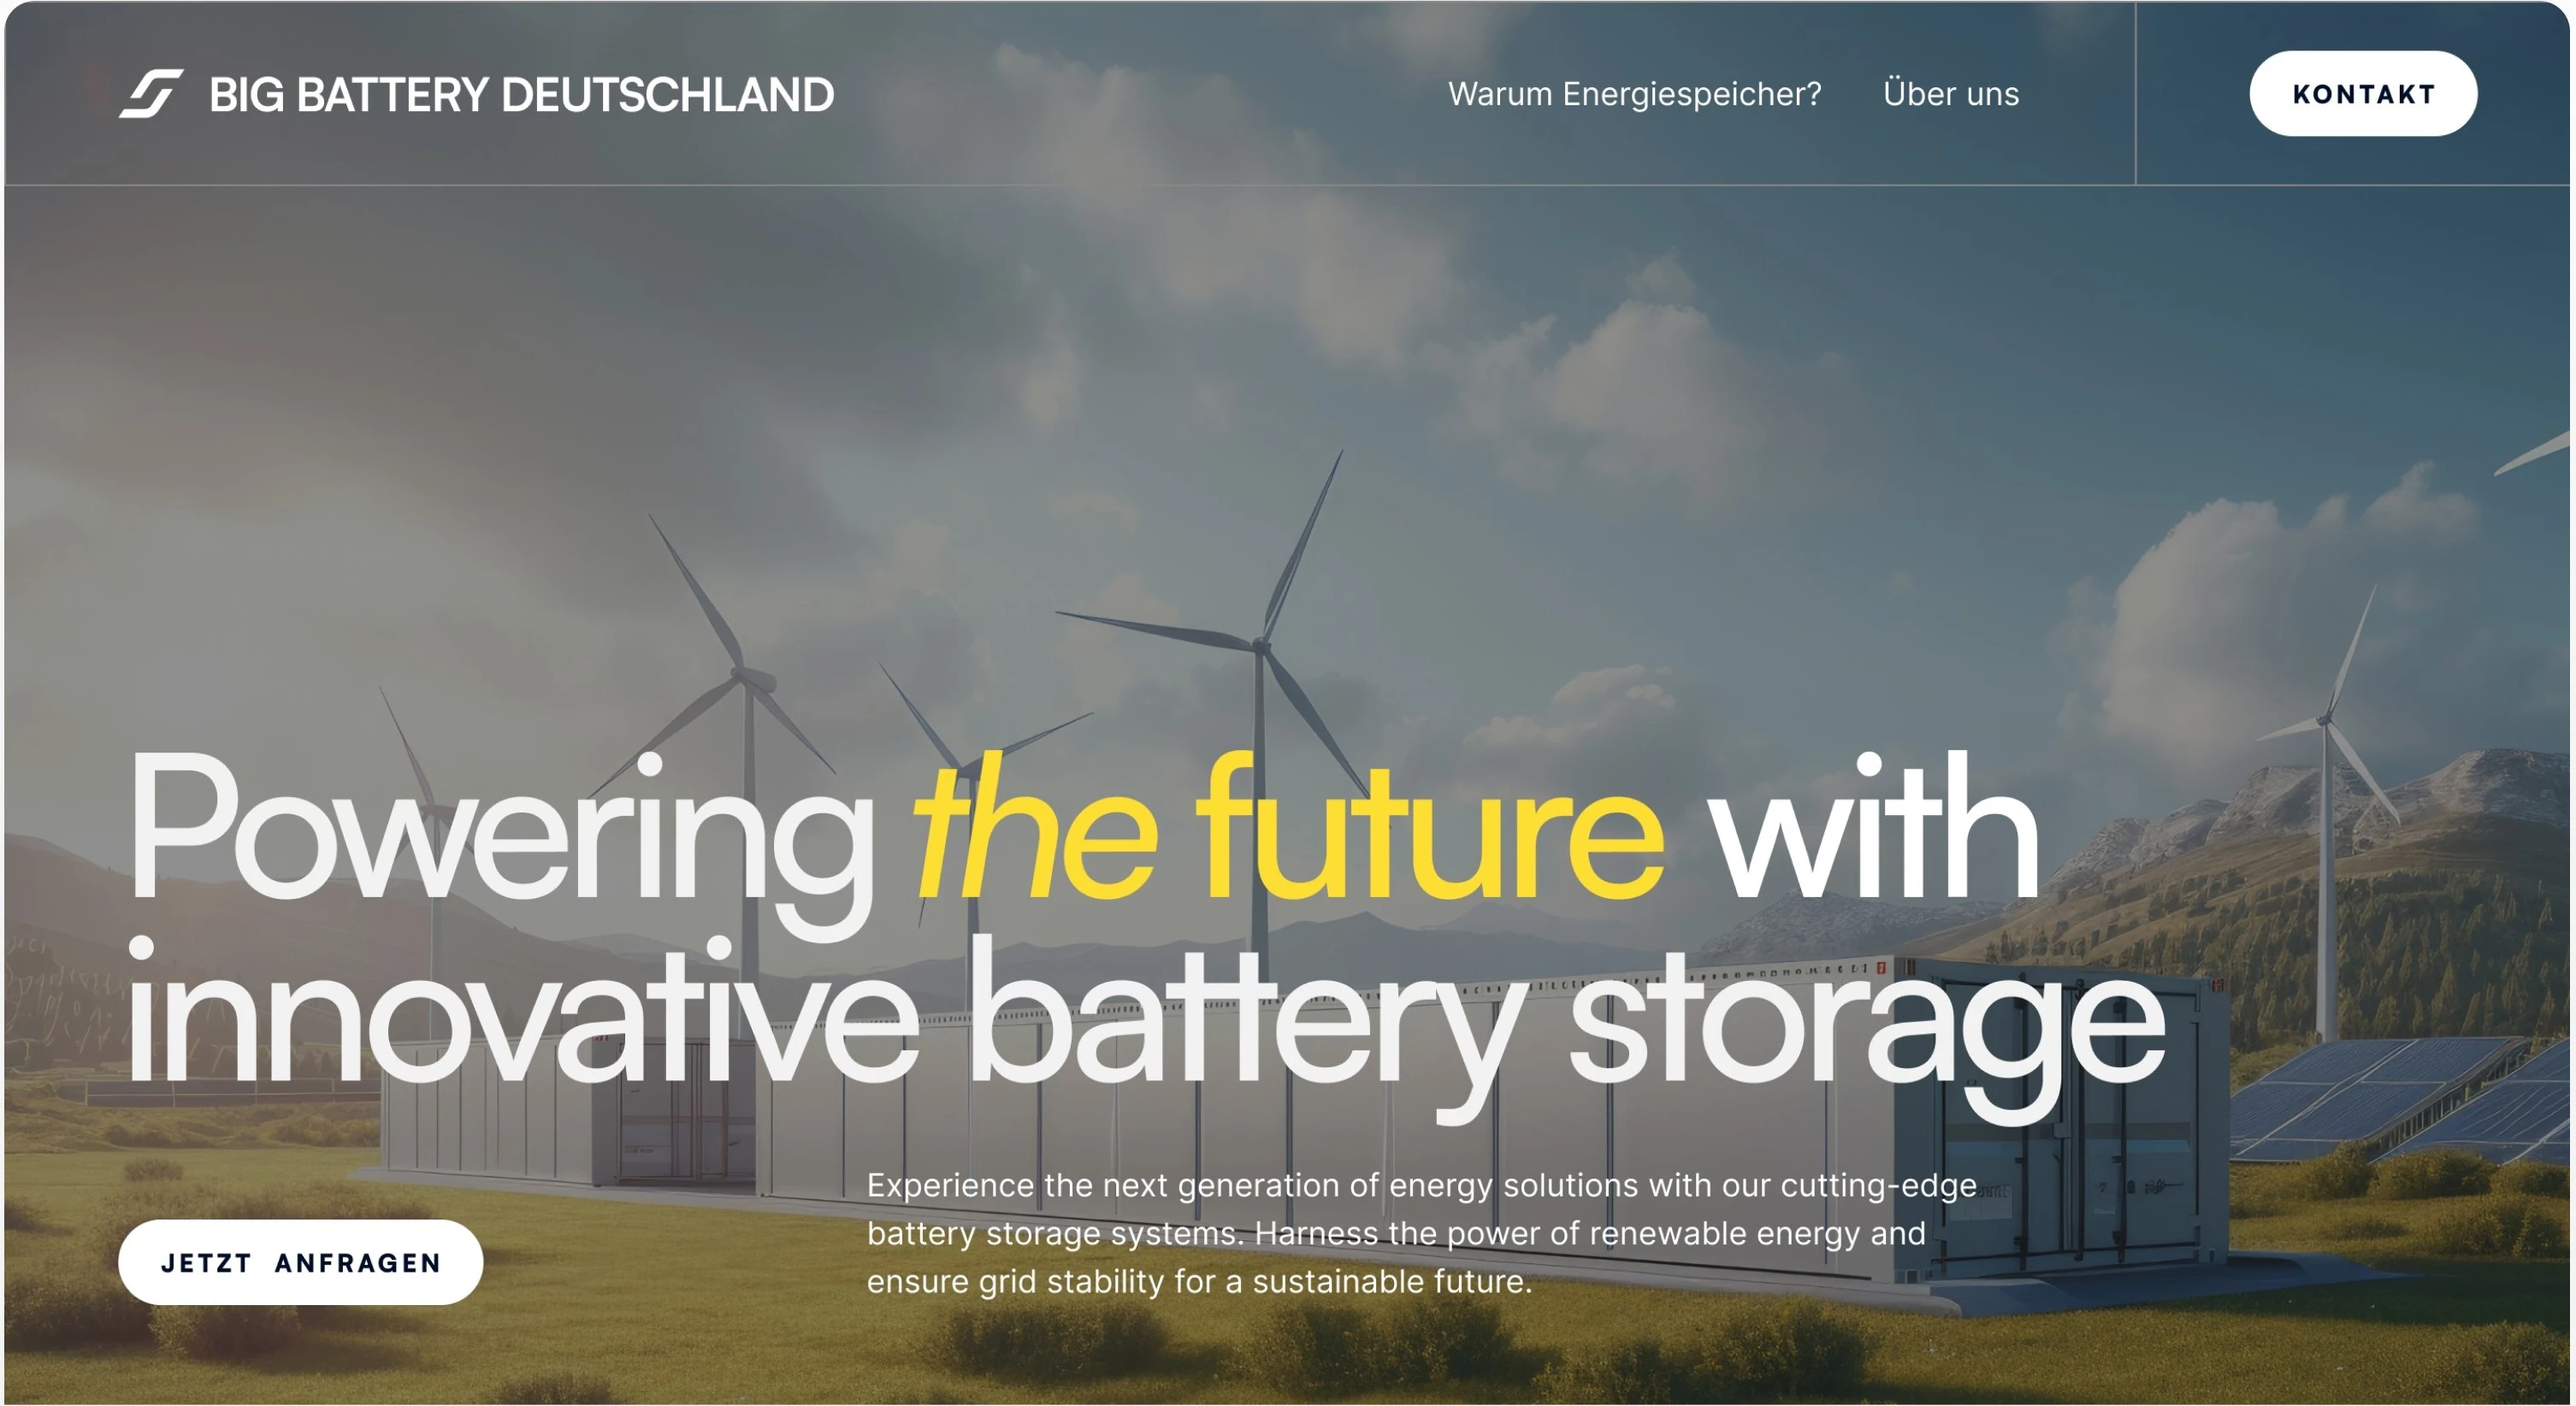 BIG BATTERY DEUTSCHLAND
Warum Energiespeicher?
Über uns
KONTAKT
Powering the future with
innovative battery storage
Experience the next generation of energy solutions with our cutting-edge
battery storage systems. Harness the power of renewable energy and
ensure grid stability for a sustainable future.
JETZT ANFRAGEN